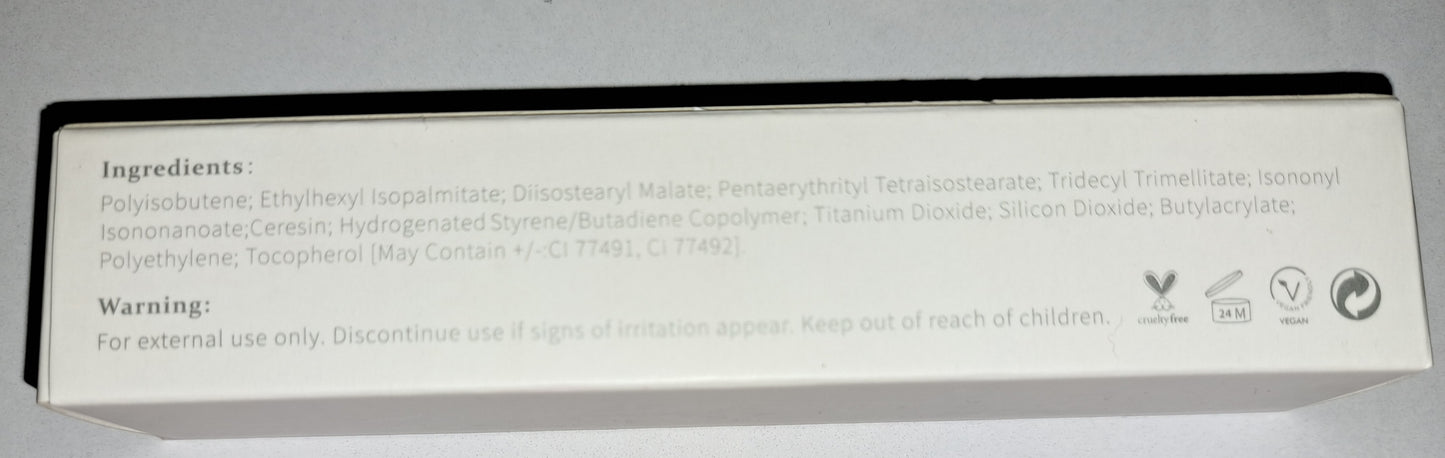 Ingredients:
Polyisobutene; Ethylhexyl Isopalmitate; Diisostearyl Malate; Pentaerythrityl Tetraisostearate; Tridecyl Trimellitate; Isononyl
Isononanoate;Ceresin; Hydrogenated Styrene/Butadiene Copolymer; Titanium Dioxide; Silicon Dioxide; Butylacrylate;
Polyethylene; Tocopherol [May Contain +/-:CI 77491, CI 77492].
Warning:
For external use only. Discontinue use if signs of irritation appear. Keep out of reach of children.
crueltyfree
24 M
VEGAN